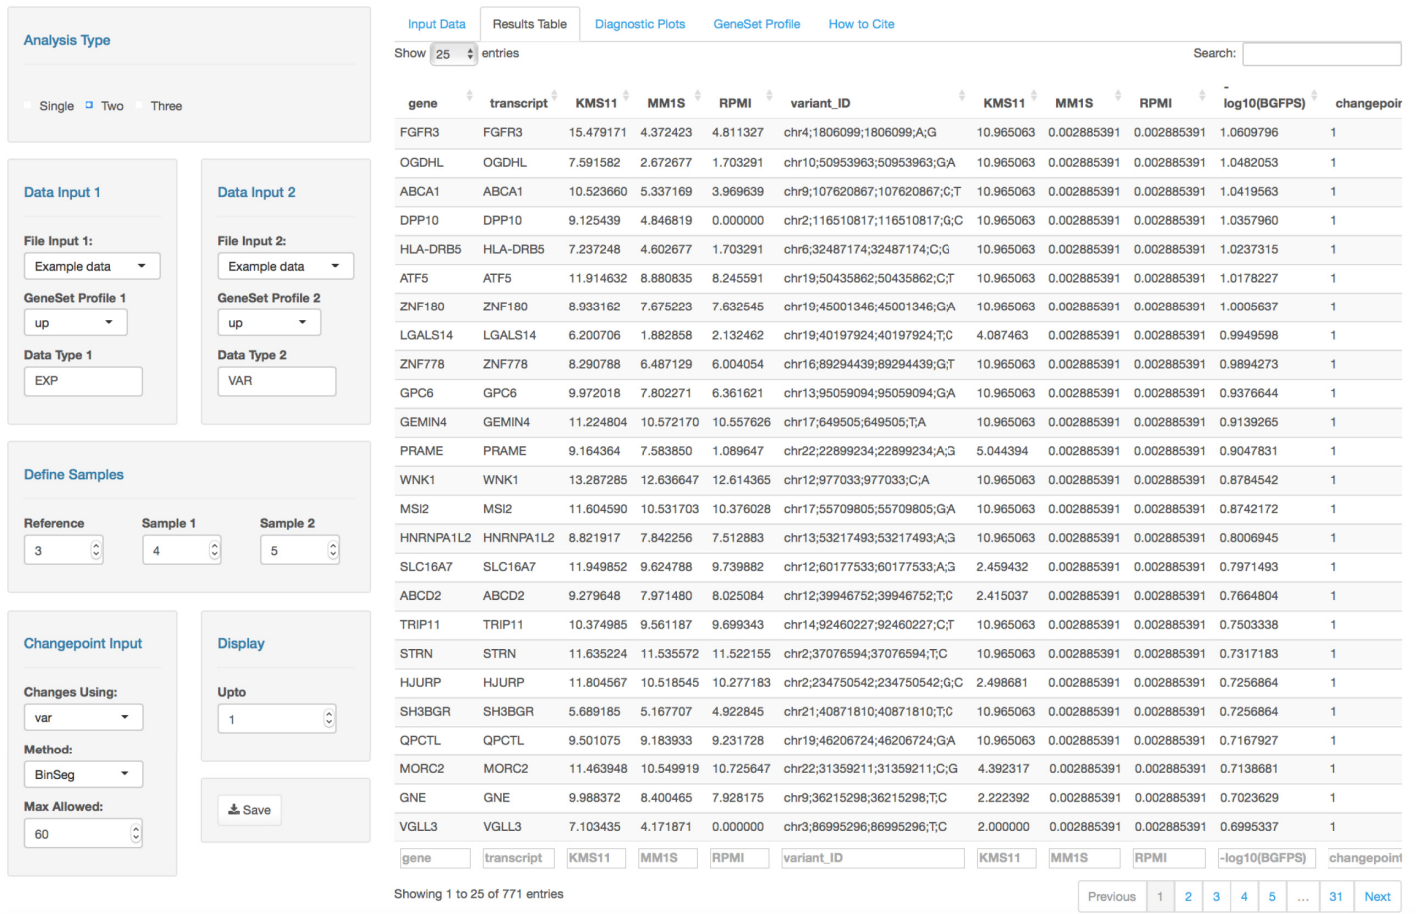 Analysis Type
Single Two Three
Data Input 1
File Input 1:
Example data
GeneSet Profile 1
up
Data Type 1
EXP
Data Input 2
File Input 2:
Example data
GeneSet Profile 2
up
Data Type 2
VAR
Define Samples
Reference Sample 1 Sample 2
3 4 5
Changepoint Input
Changes Using:
var
Method:
BinSeg
Max Allowed:
60
Display
Upto
1
Save
Input Data Results Table Diagnostic Plots GeneSet Profile How to Cite
Show 25 entries Search:
gene transcript KMS11 MM1S RPMI variant_ID KMS11 MM1S RPMI -log10(BGFPS) changepoin
FGFR3 FGFR3 15.479171 4.372423 4.811327 chr4;1806099;1806099;A;G 10.965063 0.002885391 0.002885391 1.0609796 1
OGDHL OGDHL 7.591582 2.672677 1.703291 chr10;50953963;50953963;G;A 10.965063 0.002885391 0.002885391 1.0482053 1
ABCA1 ABCA1 10.523660 5.337169 3.969639 chr9;107620867;107620867;C;T 10.965063 0.002885391 0.002885391 1.0419563 1
DPP10 DPP10 9.125439 4.846819 0.000000 chr2;116510817;116510817;G;C 10.965063 0.002885391 0.002885391 1.0357960 1
HLA-DRB5 HLA-DRB5 7.237248 4.602677 1.703291 chr6;32487174;32487174;C;G 10.965063 0.002885391 0.002885391 1.0237315 1
ATF5 ATF5 11.914632 8.880835 8.245591 chr19;50435862;50435862;C;T 10.965063 0.002885391 0.002885391 1.0178227 1
ZNF180 ZNF180 8.933162 7.675223 7.632545 chr19;45001346;45001346;G;A 10.965063 0.002885391 0.002885391 1.0005637 1
LGALS14 LGALS14 6.200706 1.882858 2.132462 chr19;40197924;40197924;T;C 4.087463 0.002885391 0.002885391 0.9949598 1
ZNF778 ZNF778 8.290788 6.487129 6.004054 chr16;89294439;89294439;G;T 10.965063 0.002885391 0.002885391 0.9894273 1
GPC6 GPC6 9.972018 7.802271 6.361621 chr13;95059094;95059094;G;A 10.965063 0.002885391 0.002885391 0.9376644 1
GEMIN4 GEMIN4 11.224804 10.572170 10.557626 chr17;649505;649505;T;A 10.965063 0.002885391 0.002885391 0.9139265 1
PRAME PRAME 9.164364 7.583850 1.089647 chr22;22899234;22899234;A;G 5.044394 0.002885391 0.002885391 0.9047831 1
WNK1 WNK1 13.287285 12.636647 12.614365 chr12;977033;977033;C;A 10.965063 0.002885391 0.002885391 0.8784542 1
MSI2 MSI2 11.604590 10.531703 10.376028 chr17;55709805;55709805;G;A 10.965063 0.002885391 0.002885391 0.8742172 1
HNRNPA1L2 HNRNPA1L2 8.821917 7.842256 7.512883 chr13;53217493;53217493;A;G 10.965063 0.002885391 0.002885391 0.8006945 1
SLC16A7 SLC16A7 11.949852 9.624788 9.739882 chr12;60177533;60177533;A;G 2.459432 0.002885391 0.002885391 0.7971493 1
ABCD2 ABCD2 9.279648 7.971480 8.025084 chr12;39946752;39946752;T;C 2.415037 0.002885391 0.002885391 0.7664804 1
TRIP11 TRIP11 10.374985 9.561187 9.699343 chr14;92460227;92460227;C;T 10.965063 0.002885391 0.002885391 0.7503338 1
STRN STRN 11.635224 11.535572 11.522155 chr2;37076594;37076594;T;C 10.965063 0.002885391 0.002885391 0.7317183 1
HJURP HJURP 11.804567 10.518545 10.277183 chr2;234750542;234750542;G;C 2.498681 0.002885391 0.002885391 0.7256864 1
SH3BGR SH3BGR 5.689185 5.167707 4.922845 chr21;40871810;40871810;T;C 10.965063 0.002885391 0.002885391 0.7256864 1
QPCTL QPCTL 9.501075 9.183933 9.231728 chr19;46206724;46206724;G;A 10.965063 0.002885391 0.002885391 0.7167927 1
MORC2 MORC2 11.463948 10.549919 10.725647 chr22;31359211;31359211;C;G 4.392317 0.002885391 0.002885391 0.7138681 1
GNE GNE 9.988372 8.400465 7.928175 chr9;36215298;36215298;T;C 2.222392 0.002885391 0.002885391 0.7023629 1
VGLL3 VGLL3 7.103435 4.171871 0.000000 chr3;86995296;86995296;T;C 2.000000 0.002885391 0.002885391 0.6995337 1
gene transcript KMS11 MM1S RPMI variant_ID KMS11 MM1S RPMI -log10(BGFPS) changepoint
Showing 1 to 25 of 771 entries
Previous 1 2 3 4 5 ... 31 Next